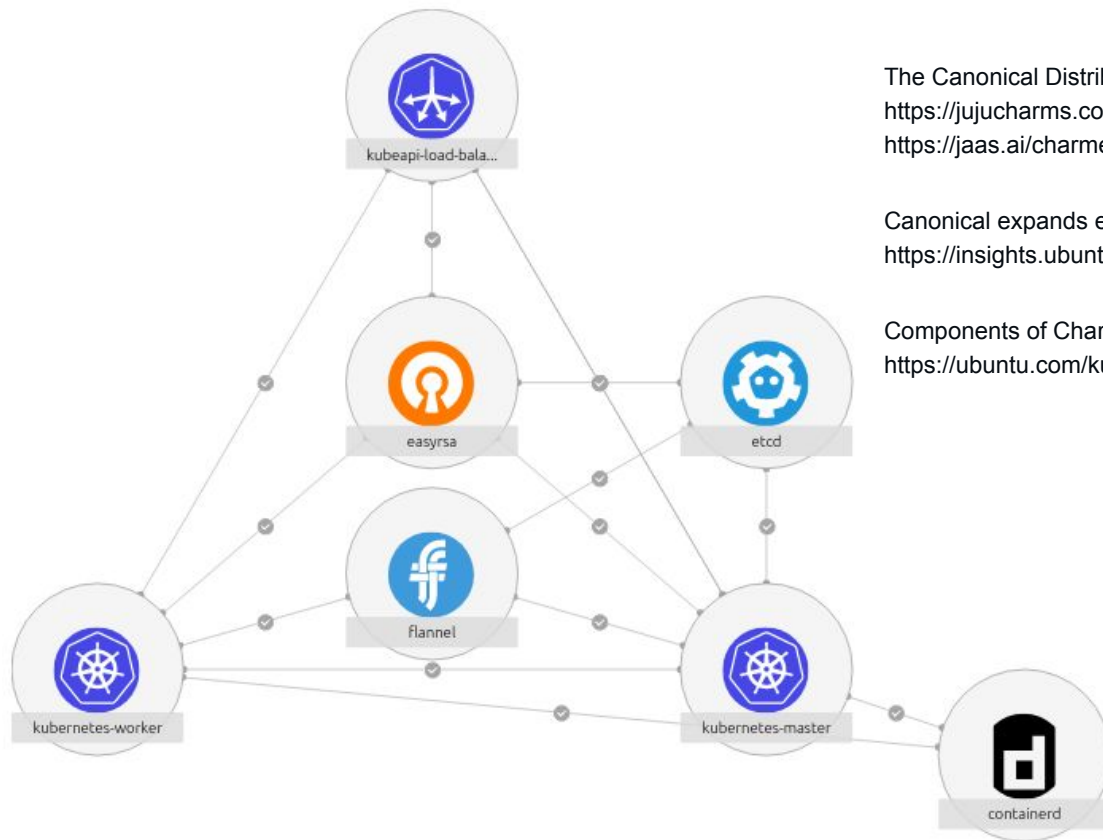 The Canonical Distril
https://jujucharms.co
https://jaas.ai/charme
Canonical expands e
https://insights.ubunt
Components of Char
https://ubuntu.com/ku
kubeapi-load-bala...
easyrsa
etcd
flannel
kubernetes-worker
kubernetes-master
containerd